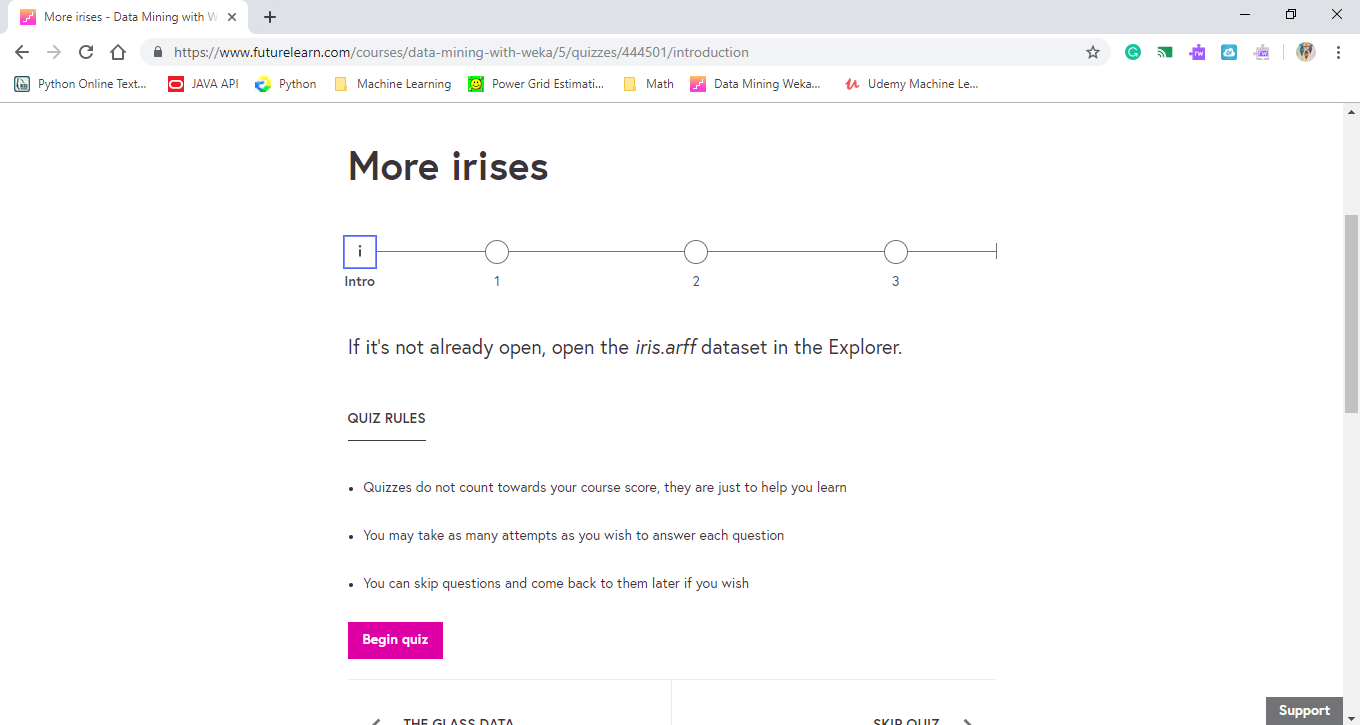 More irises - Data Mining with W
https://www.futurelearn.com/courses/data-mining-with-weka/5/quizzes/444501/introduction
Python Online Text... JAVA API Python Machine Learning Power Grid Estimati... Math Data Mining Weka... Udemy Machine Le...
More irises
i
Intro 1 2 3
If it's not already open, open the iris.arff dataset in the Explorer.
QUIZ RULES
• Quizzes do not count towards your course score, they are just to help you learn
• You may take as many attempts as you wish to answer each question
• You can skip questions and come back to them later if you wish
Begin quiz
THE GLASS DATA SKIP QUIZ
Support